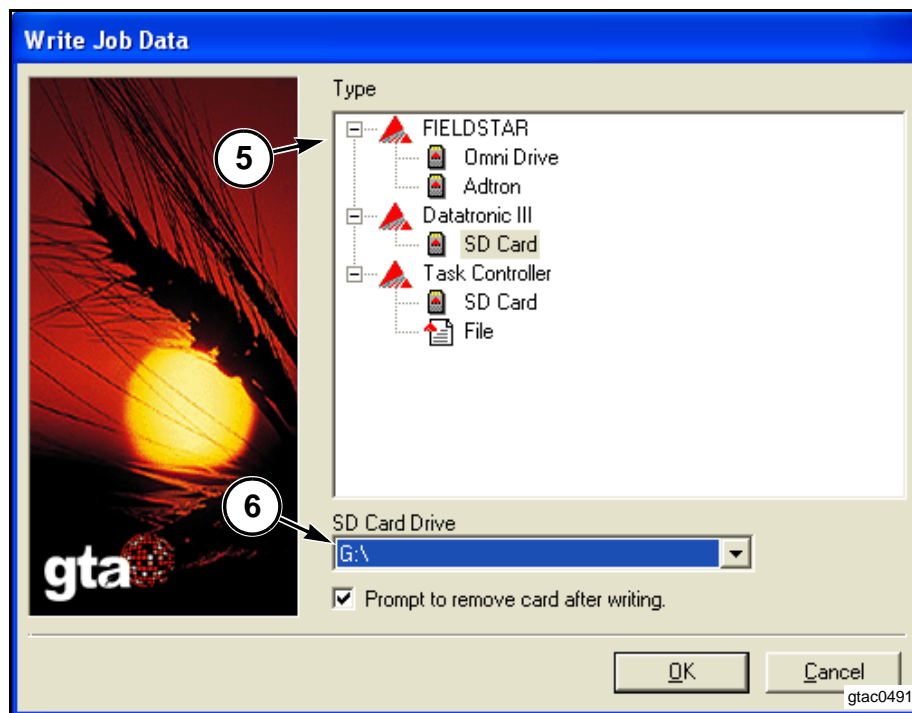 Write Job Data
Type
FIELDSTAR
5
Omni Drive
Adtron
Datatronic III
SD Card
Task Controller
SD Card
File
6
SD Card Drive
G:\
gta
Prompt to remove card after writing.
OK
Cancel
gtac0491